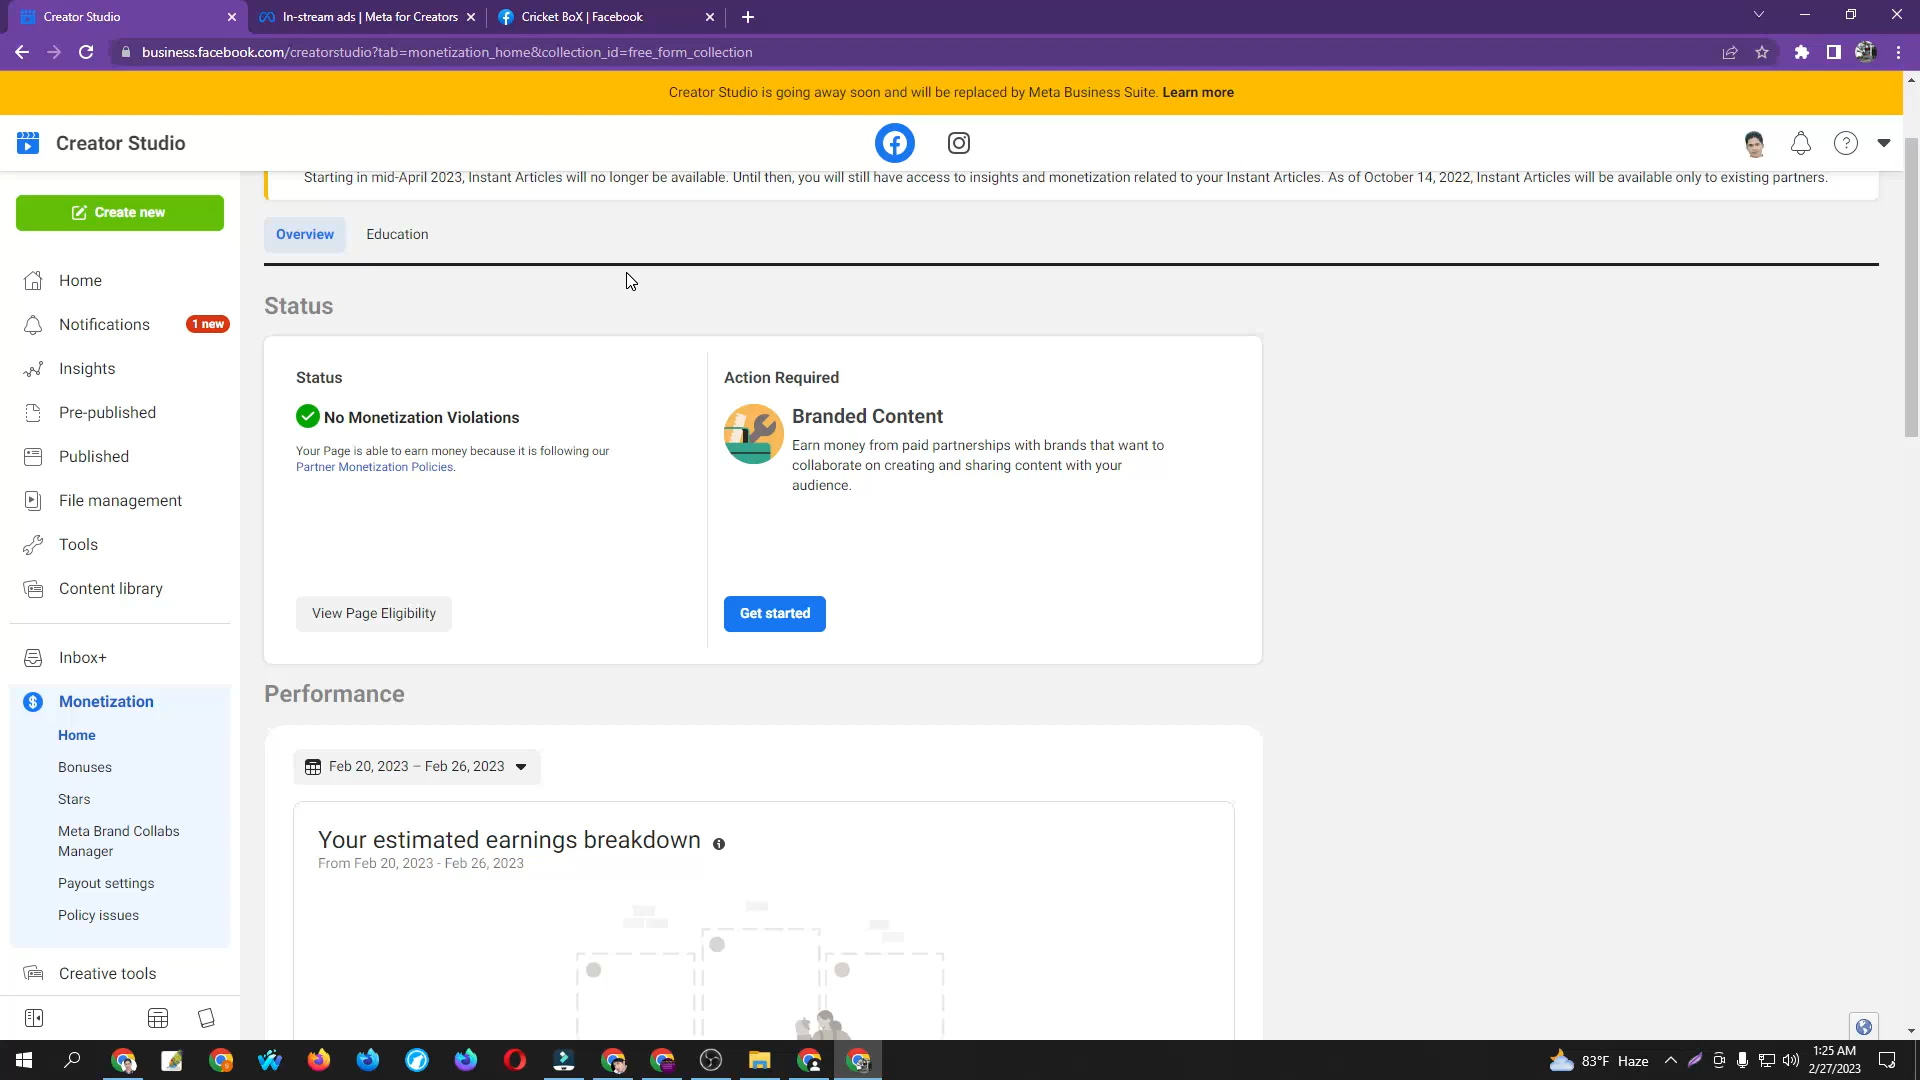 Creator Studio
In-stream ads | Meta for Creators
Cricket BoX | Facebook
business.facebook.com/creatorstudio?tab=monetization_home&collection_id=free_form_collection
Creator Studio is going away soon and will be replaced by Meta Business Suite. Learn more
Creator Studio
Starting in mid-April 2023, Instant Articles will no longer be available. Until then, you will still have access to insights and monetization related to your Instant Articles. As of October 14, 2022, Instant Articles will be available only to existing partners.
Create new
Overview
Education
Home
Notifications
1 new
Insights
Pre-published
Published
File management
Tools
Content library
Inbox+
Monetization
Home
Bonuses
Stars
Meta Brand Collabs
Manager
Payout settings
Policy issues
Creative tools
Status
Status
No Monetization Violations
Your Page is able to earn money because it is following our
Partner Monetization Policies.
View Page Eligibility
Action Required
Branded Content
Earn money from paid partnerships with brands that want to
collaborate on creating and sharing content with your
audience.
Get started
Performance
Feb 20, 2023 – Feb 26, 2023
Your estimated earnings breakdown
From Feb 20, 2023 - Feb 26, 2023
83°F Haze
1:25 AM
2/27/2023